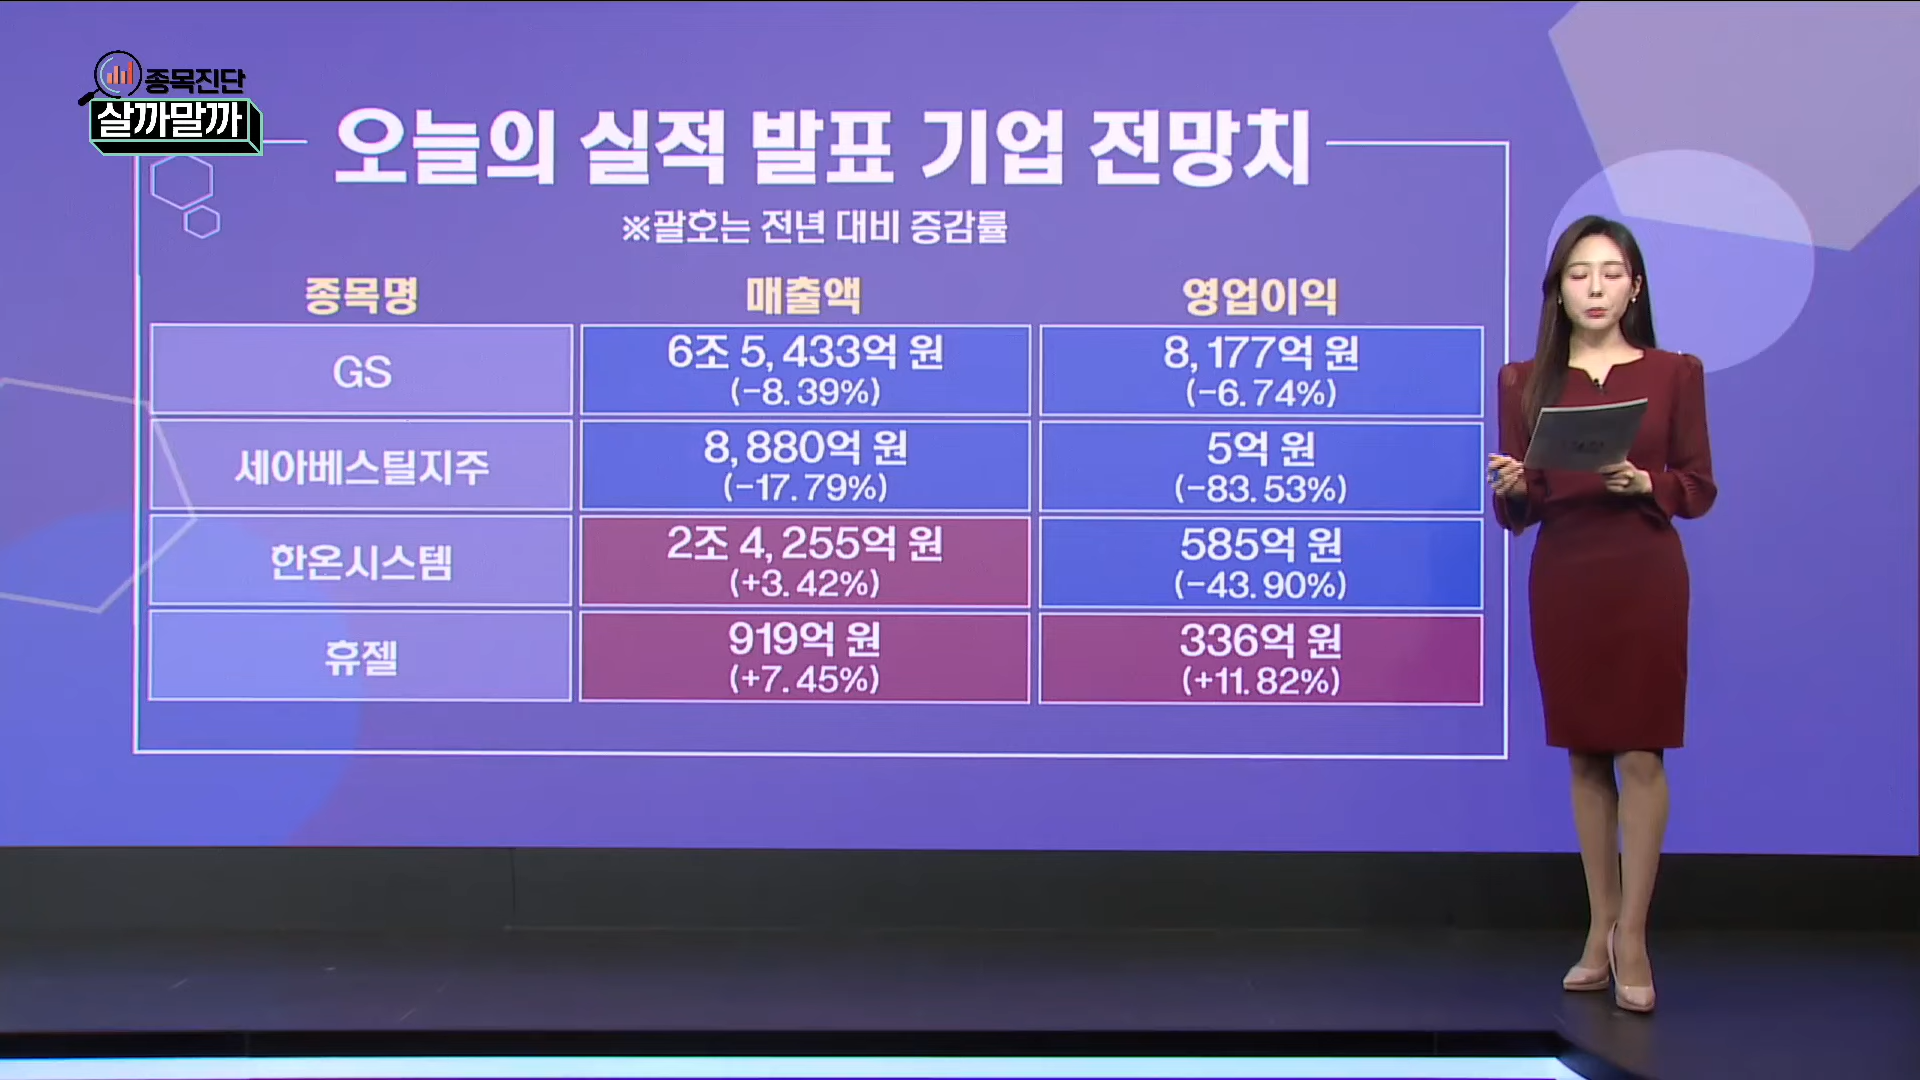 종목진단
살까말까
오늘의 실적 발표 기업 전망치
※괄호는 전년 대비 증감률
종목명 매출액 영업이익
GS 6조 5,433억 원 8,177억 원
(-8.39%) (-6.74%)
세아베스틸지주 8,880억 원 5억 원
(-17.79%) (-83.53%)
한온시스템 2조 4,255억 원 585억 원
(+3.42%) (-43.90%)
휴젤 919억 원 336억 원
(+7.45%) (+11.82%)